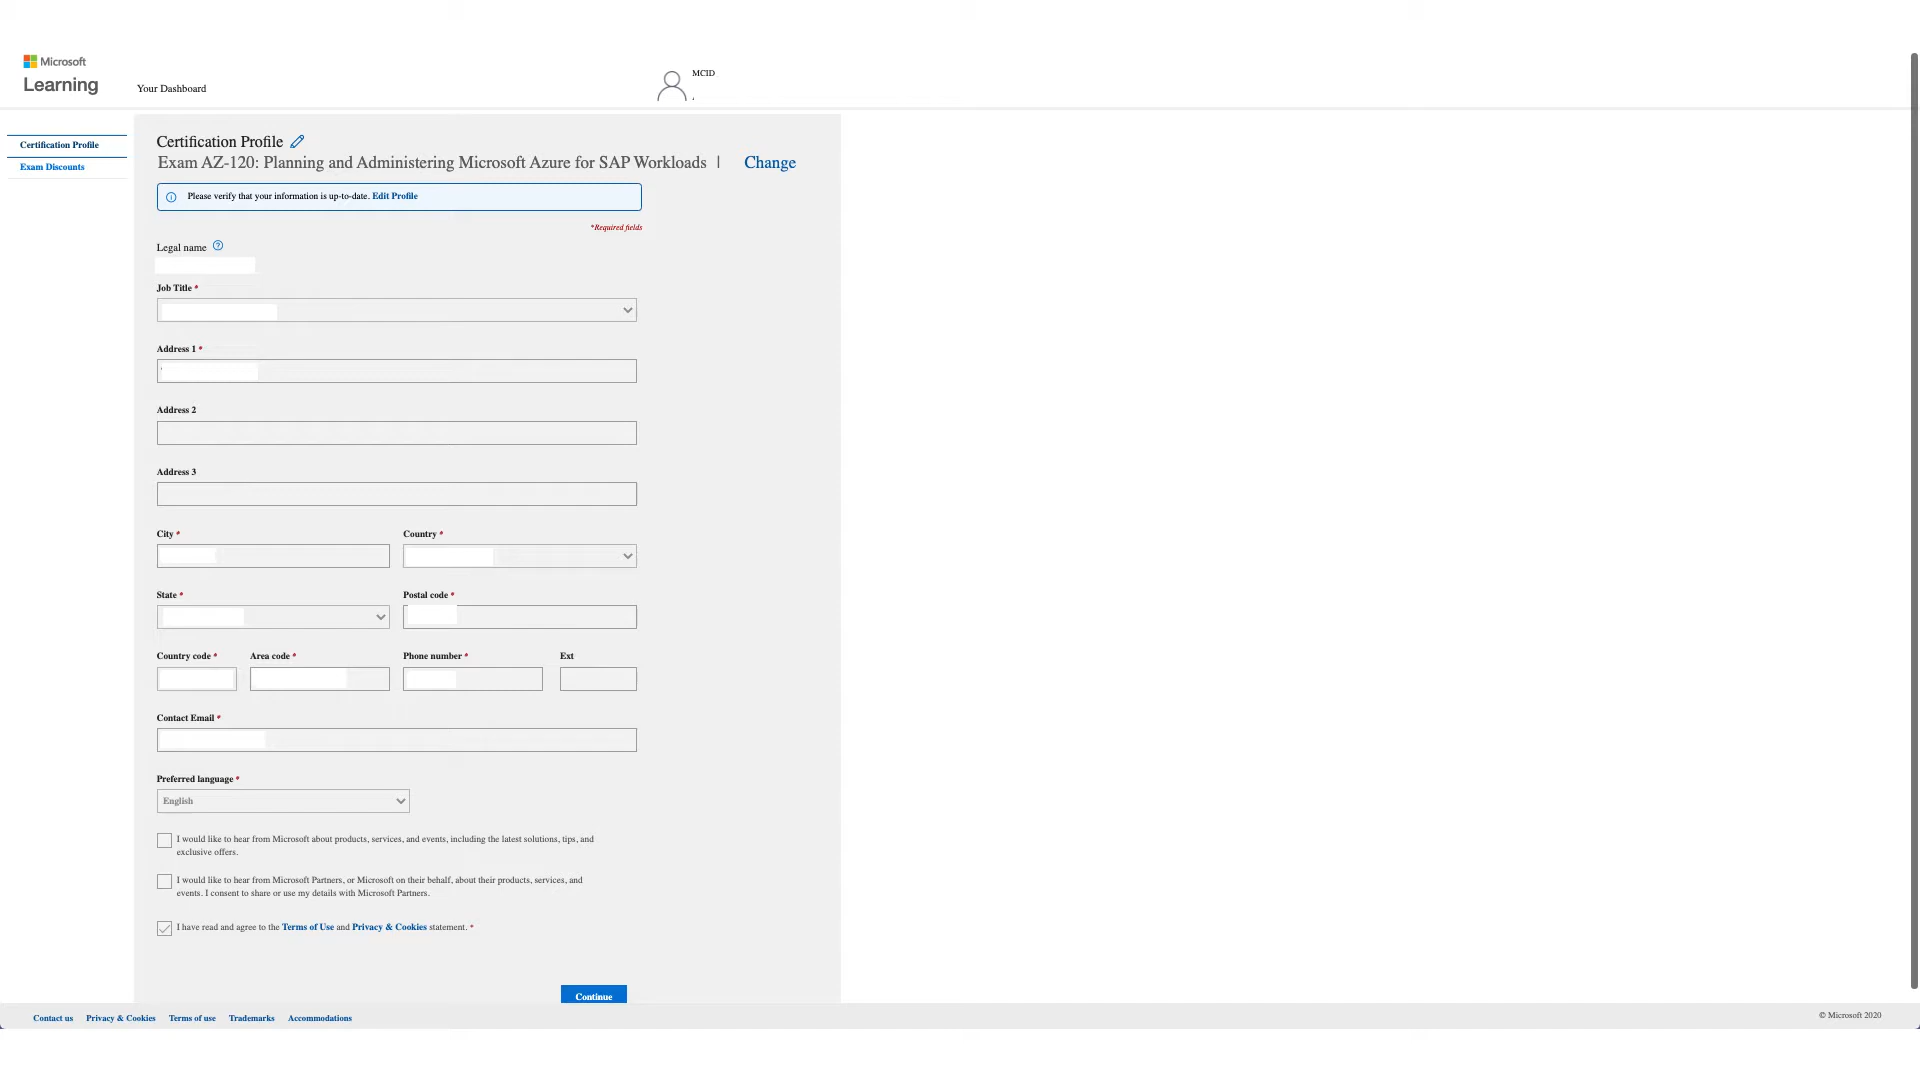 Microsoft
Learning
Your Dashboard
MCID
Certification Profile
Exam Discounts
Certification Profile
Exam AZ-120: Planning and Administering Microsoft Azure for SAP Workloads | Change
Please verify that your information is up-to-date. Edit Profile
*Required fields
Legal name
Job Title *
Address 1 *
Address 2
Address 3
City * Country *
State * Postal code *
Country code * Area code * Phone number * Ext
Contact Email *
Preferred language *
English
I would like to hear from Microsoft about products, services, and events, including the latest solutions, tips, and
exclusive offers.
I would like to hear from Microsoft Partners, or Microsoft on their behalf, about their products, services, and
events. I consent to share or use my details with Microsoft Partners.
I have read and agree to the Terms of Use and Privacy & Cookies statement. *
Continue
Contact us Privacy & Cookies Terms of use Trademarks Accommodations
© Microsoft 2020